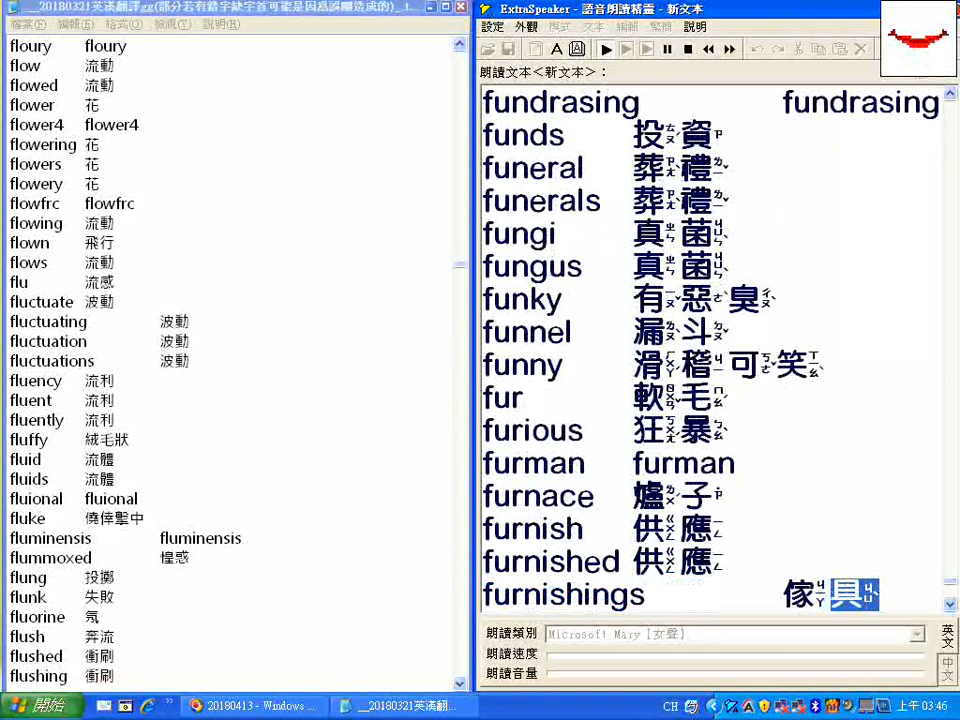 __20180321英漢翻譯gg(部分若有錯字缺字首可能是因為誤矚造成的)_
檔案(F) 編輯(E) 格式(O) 檢視(V) 說明(H)
floury floury
flow 流動
flowed 流動
flower 花
flower4 flower4
flowering 花
flowers 花
flowery 花
flowfrc flowfrc
flowing 流動
flown 飛行
flows 流動
flu 流感
fluctuate 波動
fluctuating 波動
fluctuation 波動
fluctuations 波動
fluency 流利
fluent 流利
fluently 流利
fluffy 絨毛狀
fluid 流體
fluids 流體
fluional fluional
fluke 僥倖擊中
fluminensis fluminensis
flummoxed 惶惑
flung 投擲
flunk 失敗
fluorine 氖
flush 奔流
flushed 衝刷
flushing 衝刷
ExtraSpeaker - 語音朗讀精靈 - 新文本
設定 外觀 模式 文本 編輯 繁簡 說明
朗讀文本<新文本>：
fundrasing fundrasing
funds 投資
funeral 葬禮
funerals 葬禮
fungi 真菌
fungus 真菌
funky 有惡臭
funnel 漏斗
funny 滑稽可笑
fur 軟毛
furious 狂暴
furman furman
furnace 爐子
furnish 供應
furnished 供應
furnishings 傢具
朗讀類別 Microsoft Mary【女聲】
朗讀速度
朗讀音量
英文
中文
開始
20180413 - Windows ...
__20180321英漢翻...
CH
上午 03:46